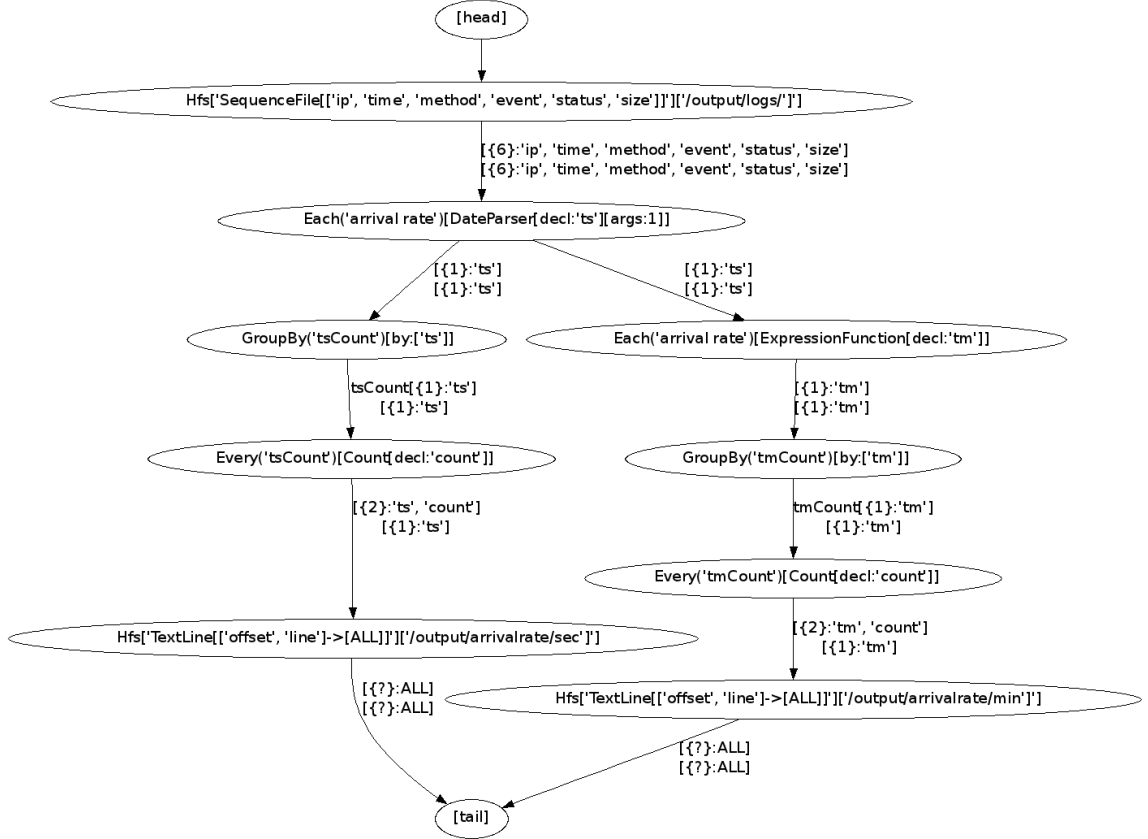 [head]
Hfs['SequenceFile[['ip', 'time', 'method', 'event', 'status', 'size']]']['/output/logs/']']
[{6}:'ip', 'time', 'method', 'event', 'status', 'size']
[{6}:'ip', 'time', 'method', 'event', 'status', 'size']
Each('arrival rate')[DateParser[decl:'ts'][args:1]]
[{1}:'ts']
[{1}:'ts']
[{1}:'ts']
[{1}:'ts']
GroupBy('tsCount')[by:['ts']]
Each('arrival rate')[ExpressionFunction[decl:'tm']]
tsCount[{1}:'ts']
[{1}:'ts']
[{1}:'tm']
[{1}:'tm']
Every('tsCount')[Count[decl:'count']]
GroupBy('tmCount')[by:['tm']]
[{2}:'ts', 'count']
[{1}:'ts']
tmCount[{1}:'tm']
[{1}:'tm']
Every('tmCount')[Count[decl:'count']]
Hfs['TextLine[['offset', 'line']->[ALL]]']['/output/arrivalrate/sec']']
[{2}:'tm', 'count']
[{1}:'tm']
[{?}:ALL]
[{?}:ALL]
Hfs['TextLine[['offset', 'line']->[ALL]]']['/output/arrivalrate/min']']
[{?}:ALL]
[{?}:ALL]
[tail]